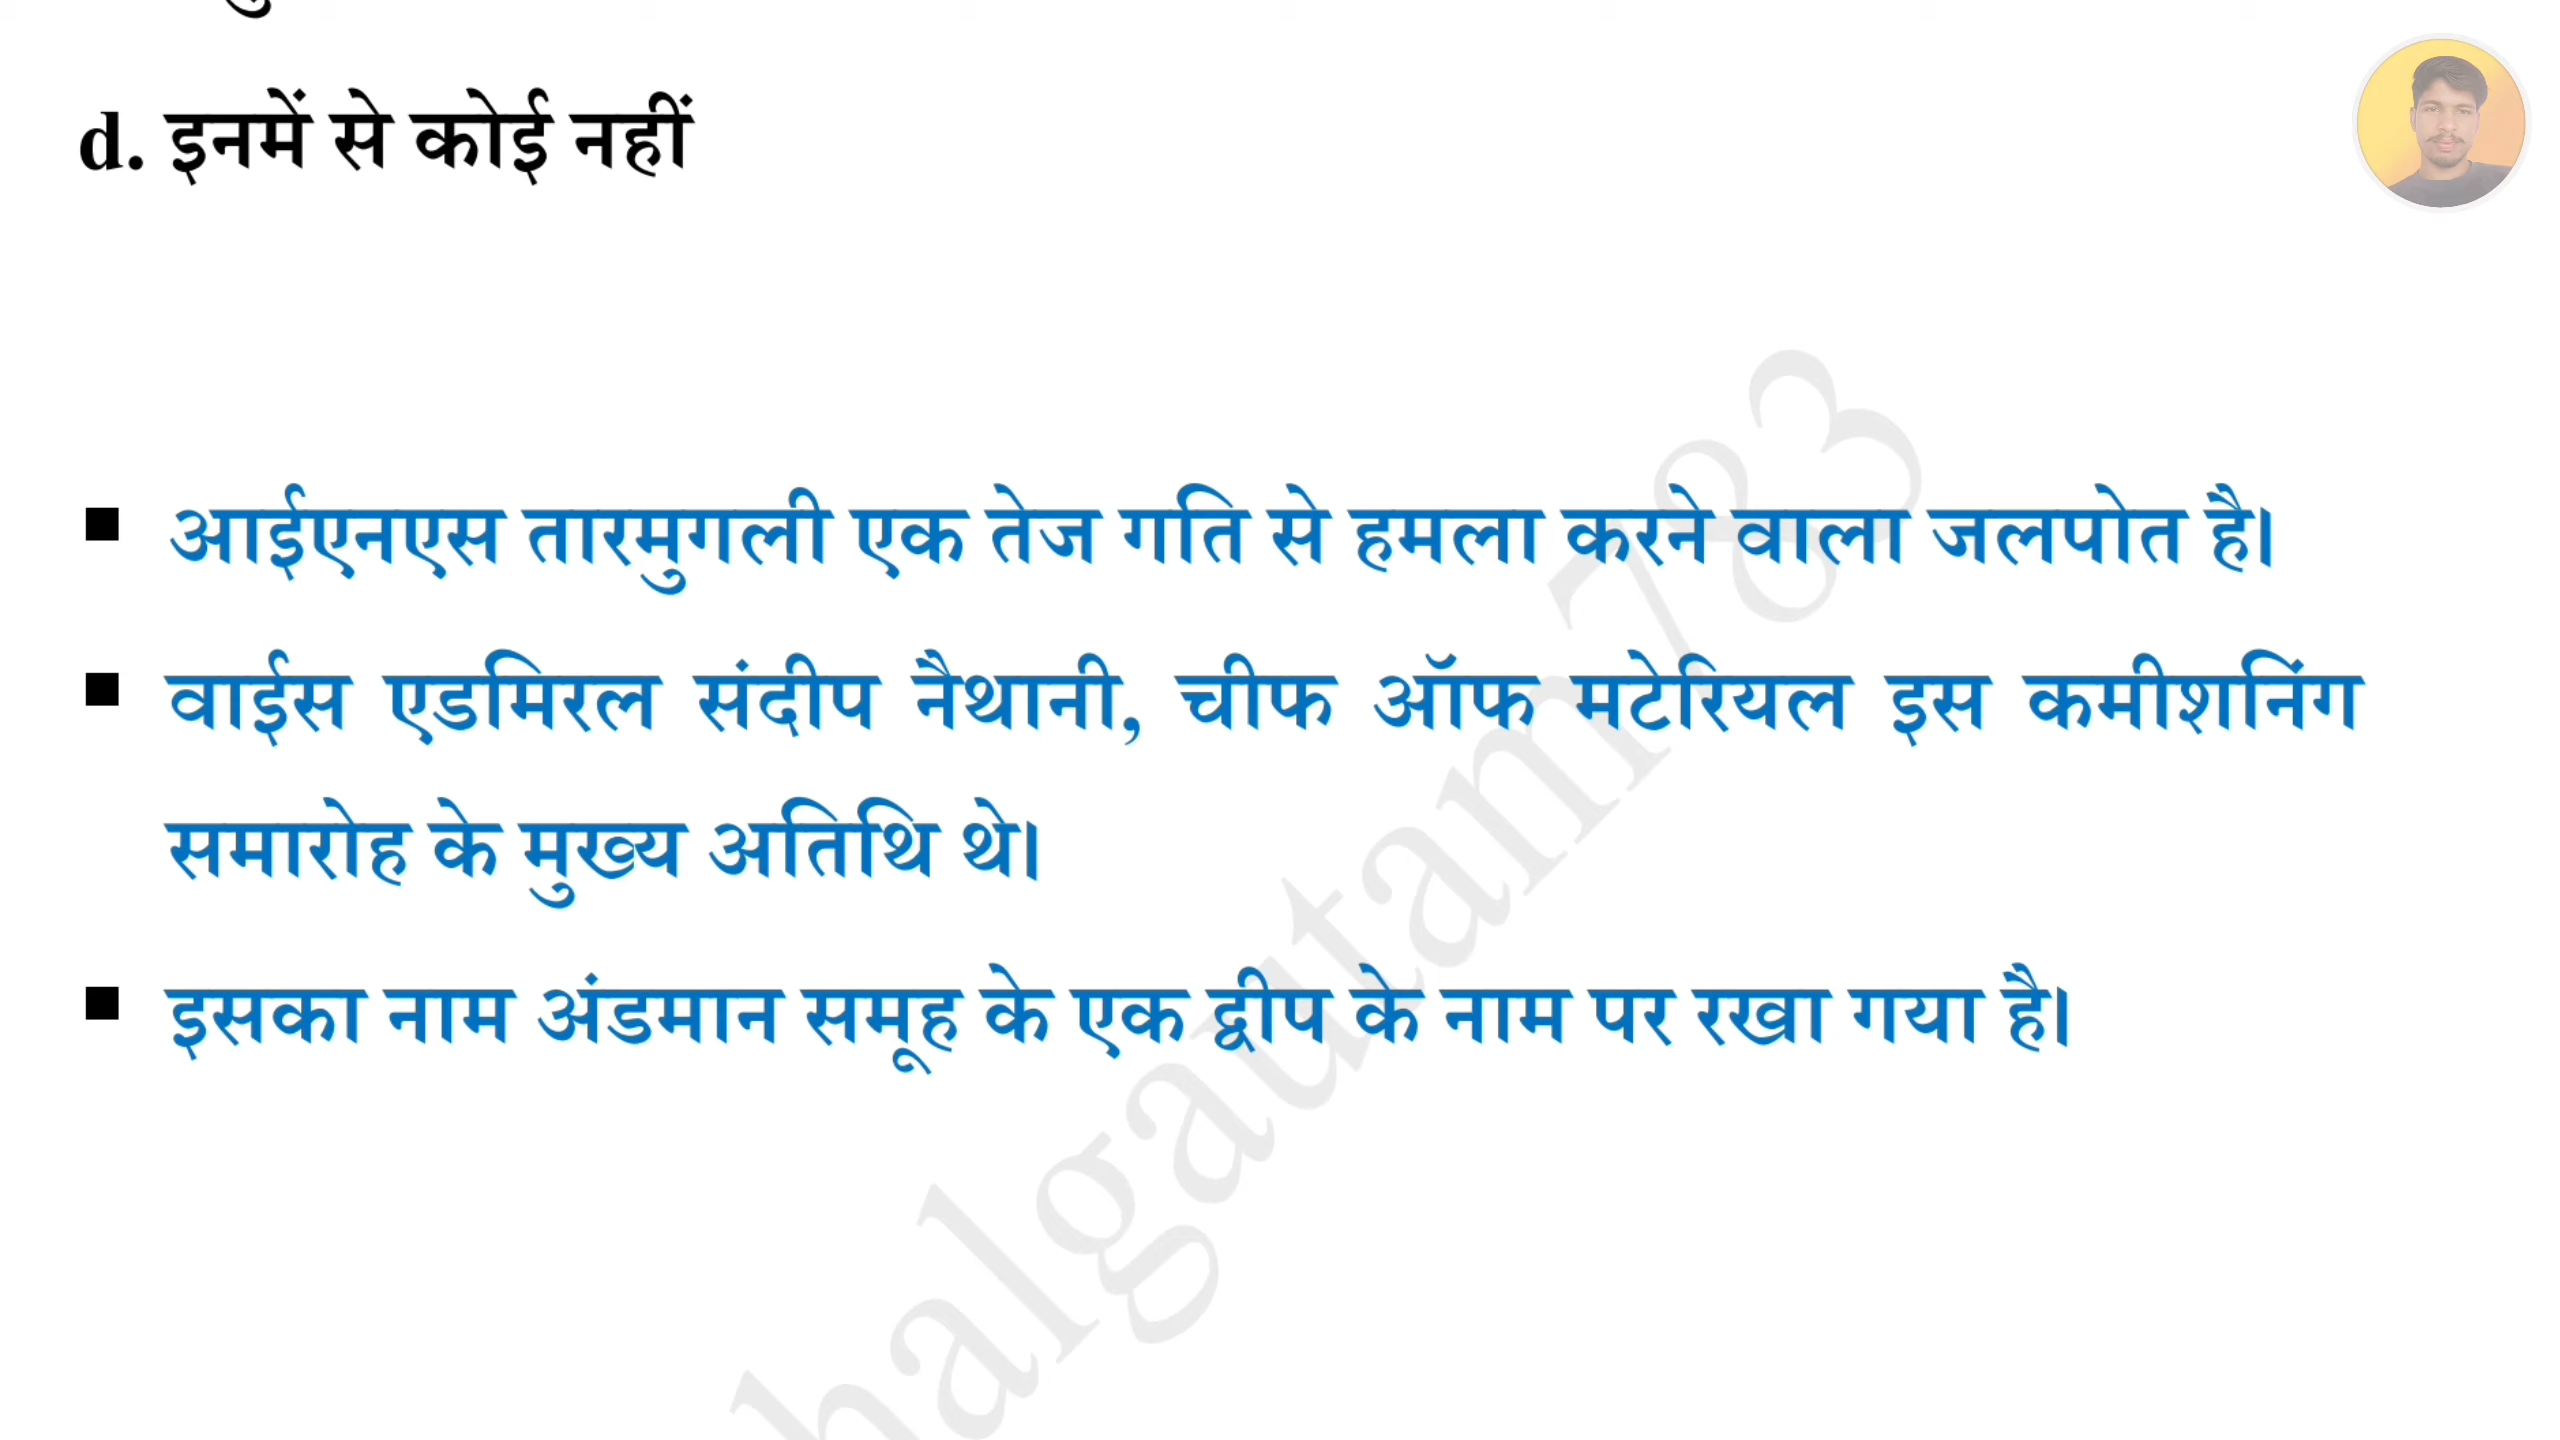 d. इनमें से कोई नहीं
▪ आईएनएस तारमुगली एक तेज गति से हमला करने वाला जलपोत है।
▪ वाईस एडमिरल संदीप नैथानी, चीफ ऑफ मटेरियल इस कमीशनिंग
समारोह के मुख्य अतिथि थे।
▪ इसका नाम अंडमान समूह के एक द्वीप के नाम पर रखा गया है।
halgautam783